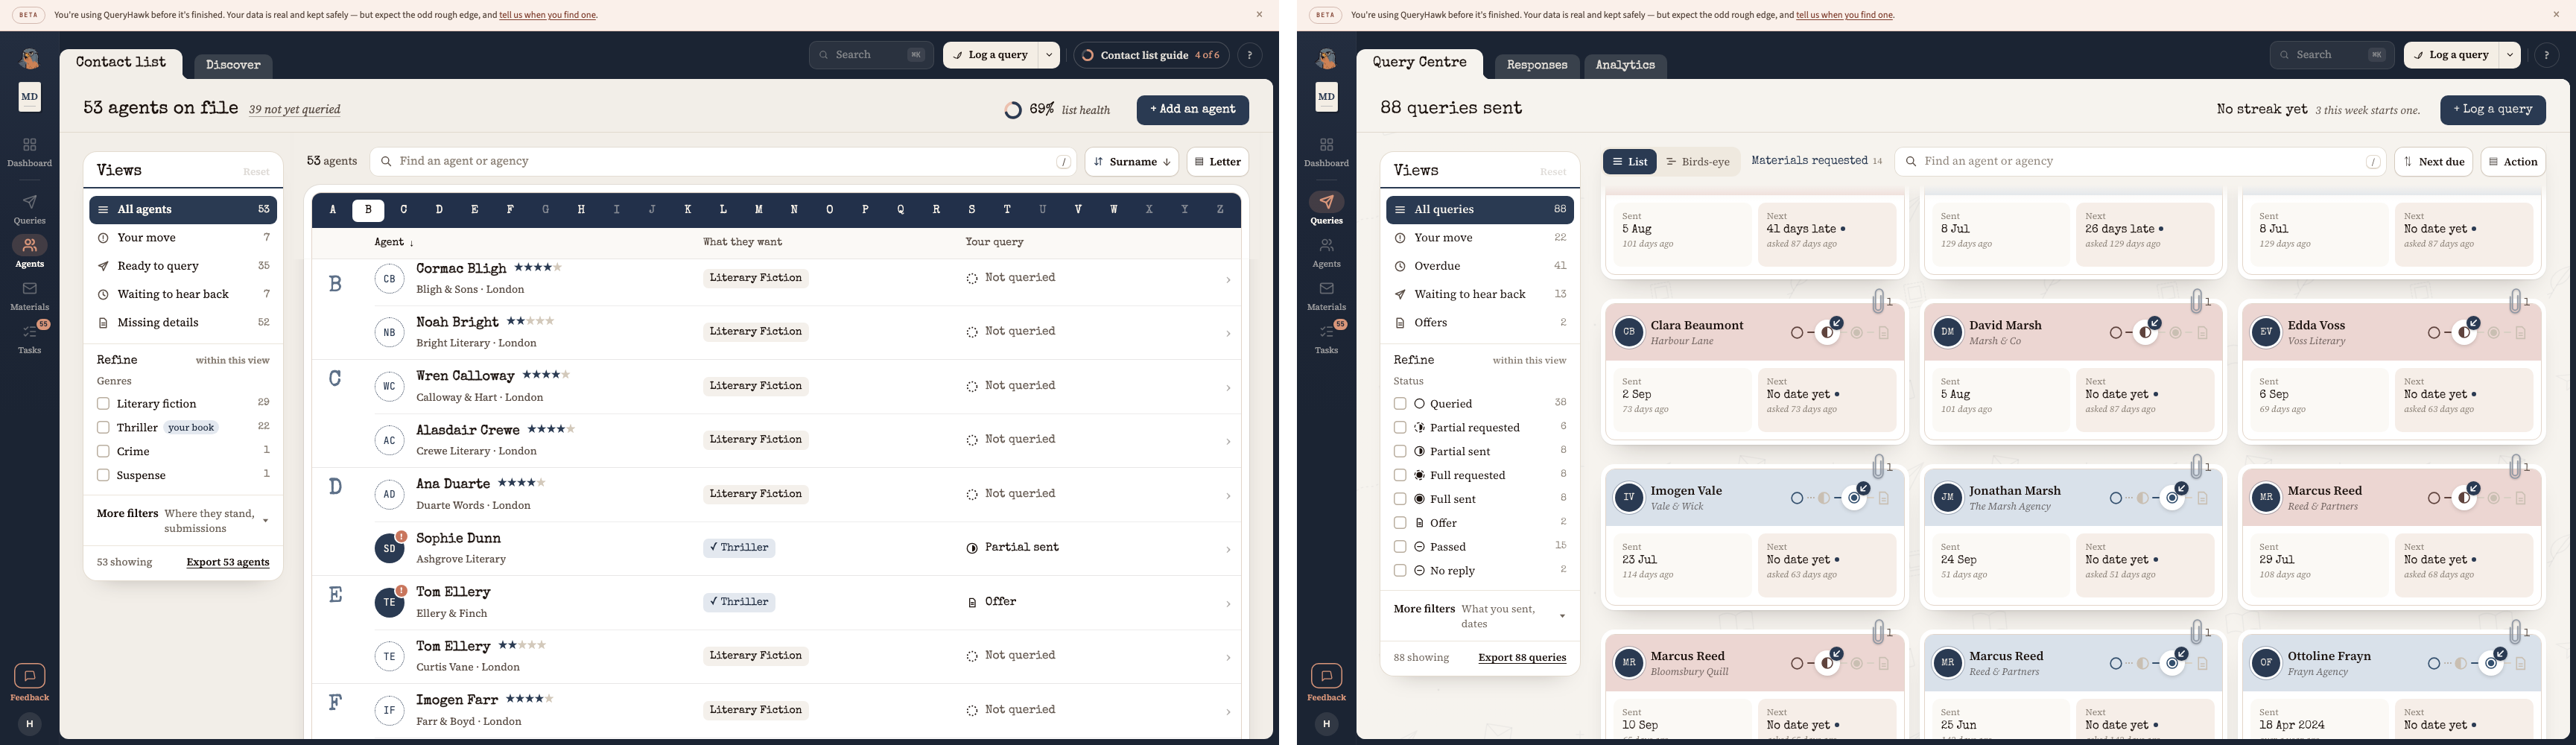 BETA You're using QueryHawk before it's finished. Your data is real and kept safely — but expect the odd rough edge, and tell us when you find one. ×
Contact list Discover
Search ⌘K Log a query Contact list guide 4 of 6 ?
MD
53 agents on file 39 not yet queried 69% list health + Add an agent
Dashboard
Queries
Agents
Materials
55
Tasks
Feedback
H
Views Reset
All agents 53
Your move 7
Ready to query 35
Waiting to hear back 7
Missing details 52
Refine within this view
Genres
Literary fiction 29
Thriller your book 22
Crime 1
Suspense 1
More filters Where they stand, submissions
53 showing Export 53 agents
53 agents Find an agent or agency / Surname ↓ Letter
A B C D E F G H I J K L M N O P Q R S T U V W X Y Z
Agent ↓ What they want Your query
B CB Cormac Bligh ★★★★★ Literary Fiction Not queried
Bligh & Sons · London
NB Noah Bright ★★★★★ Literary Fiction Not queried
Bright Literary · London
C WC Wren Calloway ★★★★★ Literary Fiction Not queried
Calloway & Hart · London
AC Alasdair Crewe ★★★★★ Literary Fiction Not queried
Crewe Literary · London
D AD Ana Duarte ★★★★★ Literary Fiction Not queried
Duarte Words · London
SD ! Sophie Dunn ✓ Thriller Partial sent
Ashgrove Literary
E TE ! Tom Ellery ✓ Thriller Offer
Ellery & Finch
TE Tom Ellery ★★★★★ Literary Fiction Not queried
Curtis Vane · London
F IF Imogen Farr ★★★★★ Literary Fiction Not queried
Farr & Boyd · London
BETA You're using QueryHawk before it's finished. Your data is real and kept safely — but expect the odd rough edge, and tell us when you find one. ×
Query Centre Responses Analytics
Search ⌘K Log a query ?
MD
88 queries sent No streak yet 3 this week starts one. + Log a query
Dashboard
Queries
Agents
Materials
55
Tasks
Feedback
H
Views Reset
All queries 88
Your move 22
Overdue 41
Waiting to hear back 13
Offers 2
Refine within this view
Status
Queried 38
Partial requested 6
Partial sent 8
Full requested 8
Full sent 8
Offer 2
Passed 15
No reply 2
More filters What you sent, dates
88 showing Export 88 queries
List Birds-eye Materials requested 14 Find an agent or agency / Next due Action
Sent Next Sent Next Sent Next
5 Aug 41 days late 8 Jul 26 days late 8 Jul No date yet
101 days ago asked 87 days ago 129 days ago asked 129 days ago 129 days ago asked 87 days ago
1 1 1
CB Clara Beaumont DM David Marsh EV Edda Voss
Harbour Lane Marsh & Co Voss Literary
Sent Next Sent Next Sent Next
2 Sep No date yet 5 Aug No date yet 6 Sep No date yet
73 days ago asked 73 days ago 101 days ago asked 87 days ago 69 days ago asked 63 days ago
1 1 1
IV Imogen Vale JM Jonathan Marsh MR Marcus Reed
Vale & Wick The Marsh Agency Reed & Partners
Sent Next Sent Next Sent Next
23 Jul No date yet 24 Sep No date yet 29 Jul No date yet
114 days ago asked 63 days ago 51 days ago asked 51 days ago 108 days ago asked 68 days ago
1 1 1
MR Marcus Reed MR Marcus Reed OF Ottoline Frayn
Bloomsbury Quill Reed & Partners Frayn Agency
Sent Next Sent Next Sent Next
10 Sep No date yet 25 Jun No date yet 18 Apr 2024 No date yet